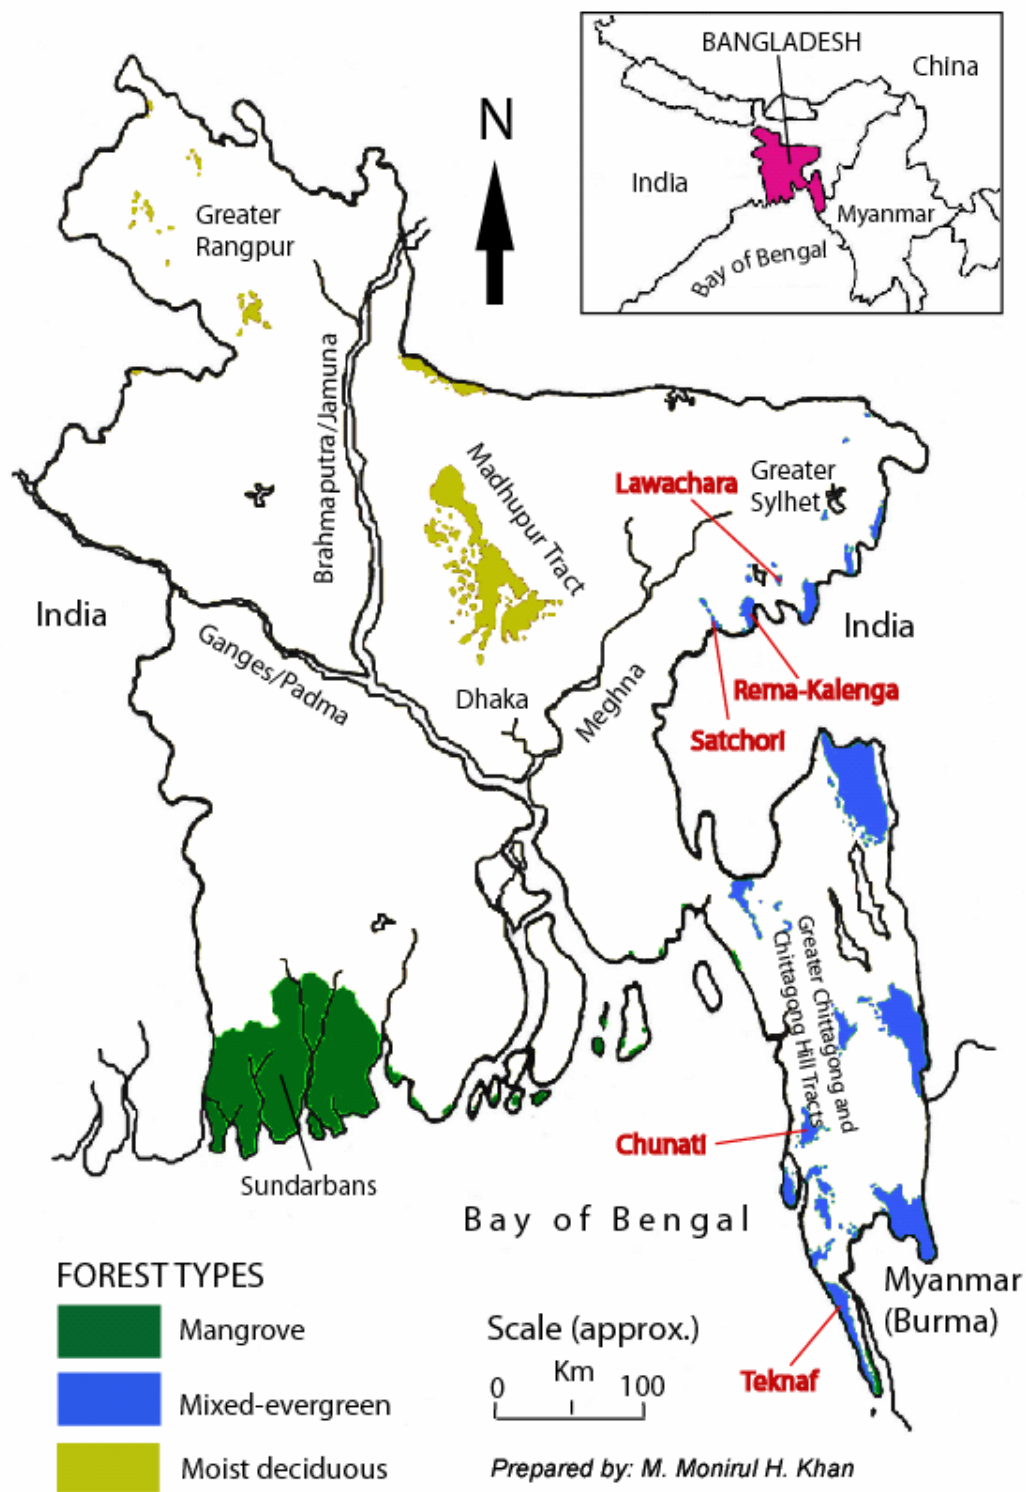 BANGLADESH
China
India
Myanmar
Bay of Bengal
N
Greater
Rangpur
Brahmaputra/Jamuna
Madhupur Tract
Lawachara
Greater
Sylhet
India
Ganges/Padma
Dhaka
Meghna
India
Rema-Kalenga
Satchori
Greater Chittagong and
Chittagong Hill Tracts
Chunati
Sundarbans
Bay of Bengal
Myanmar
(Burma)
Teknaf
FOREST TYPES
Mangrove
Mixed-evergreen
Moist deciduous
Scale (approx.)
Km
0 100
Prepared by: M. Monirul H. Khan